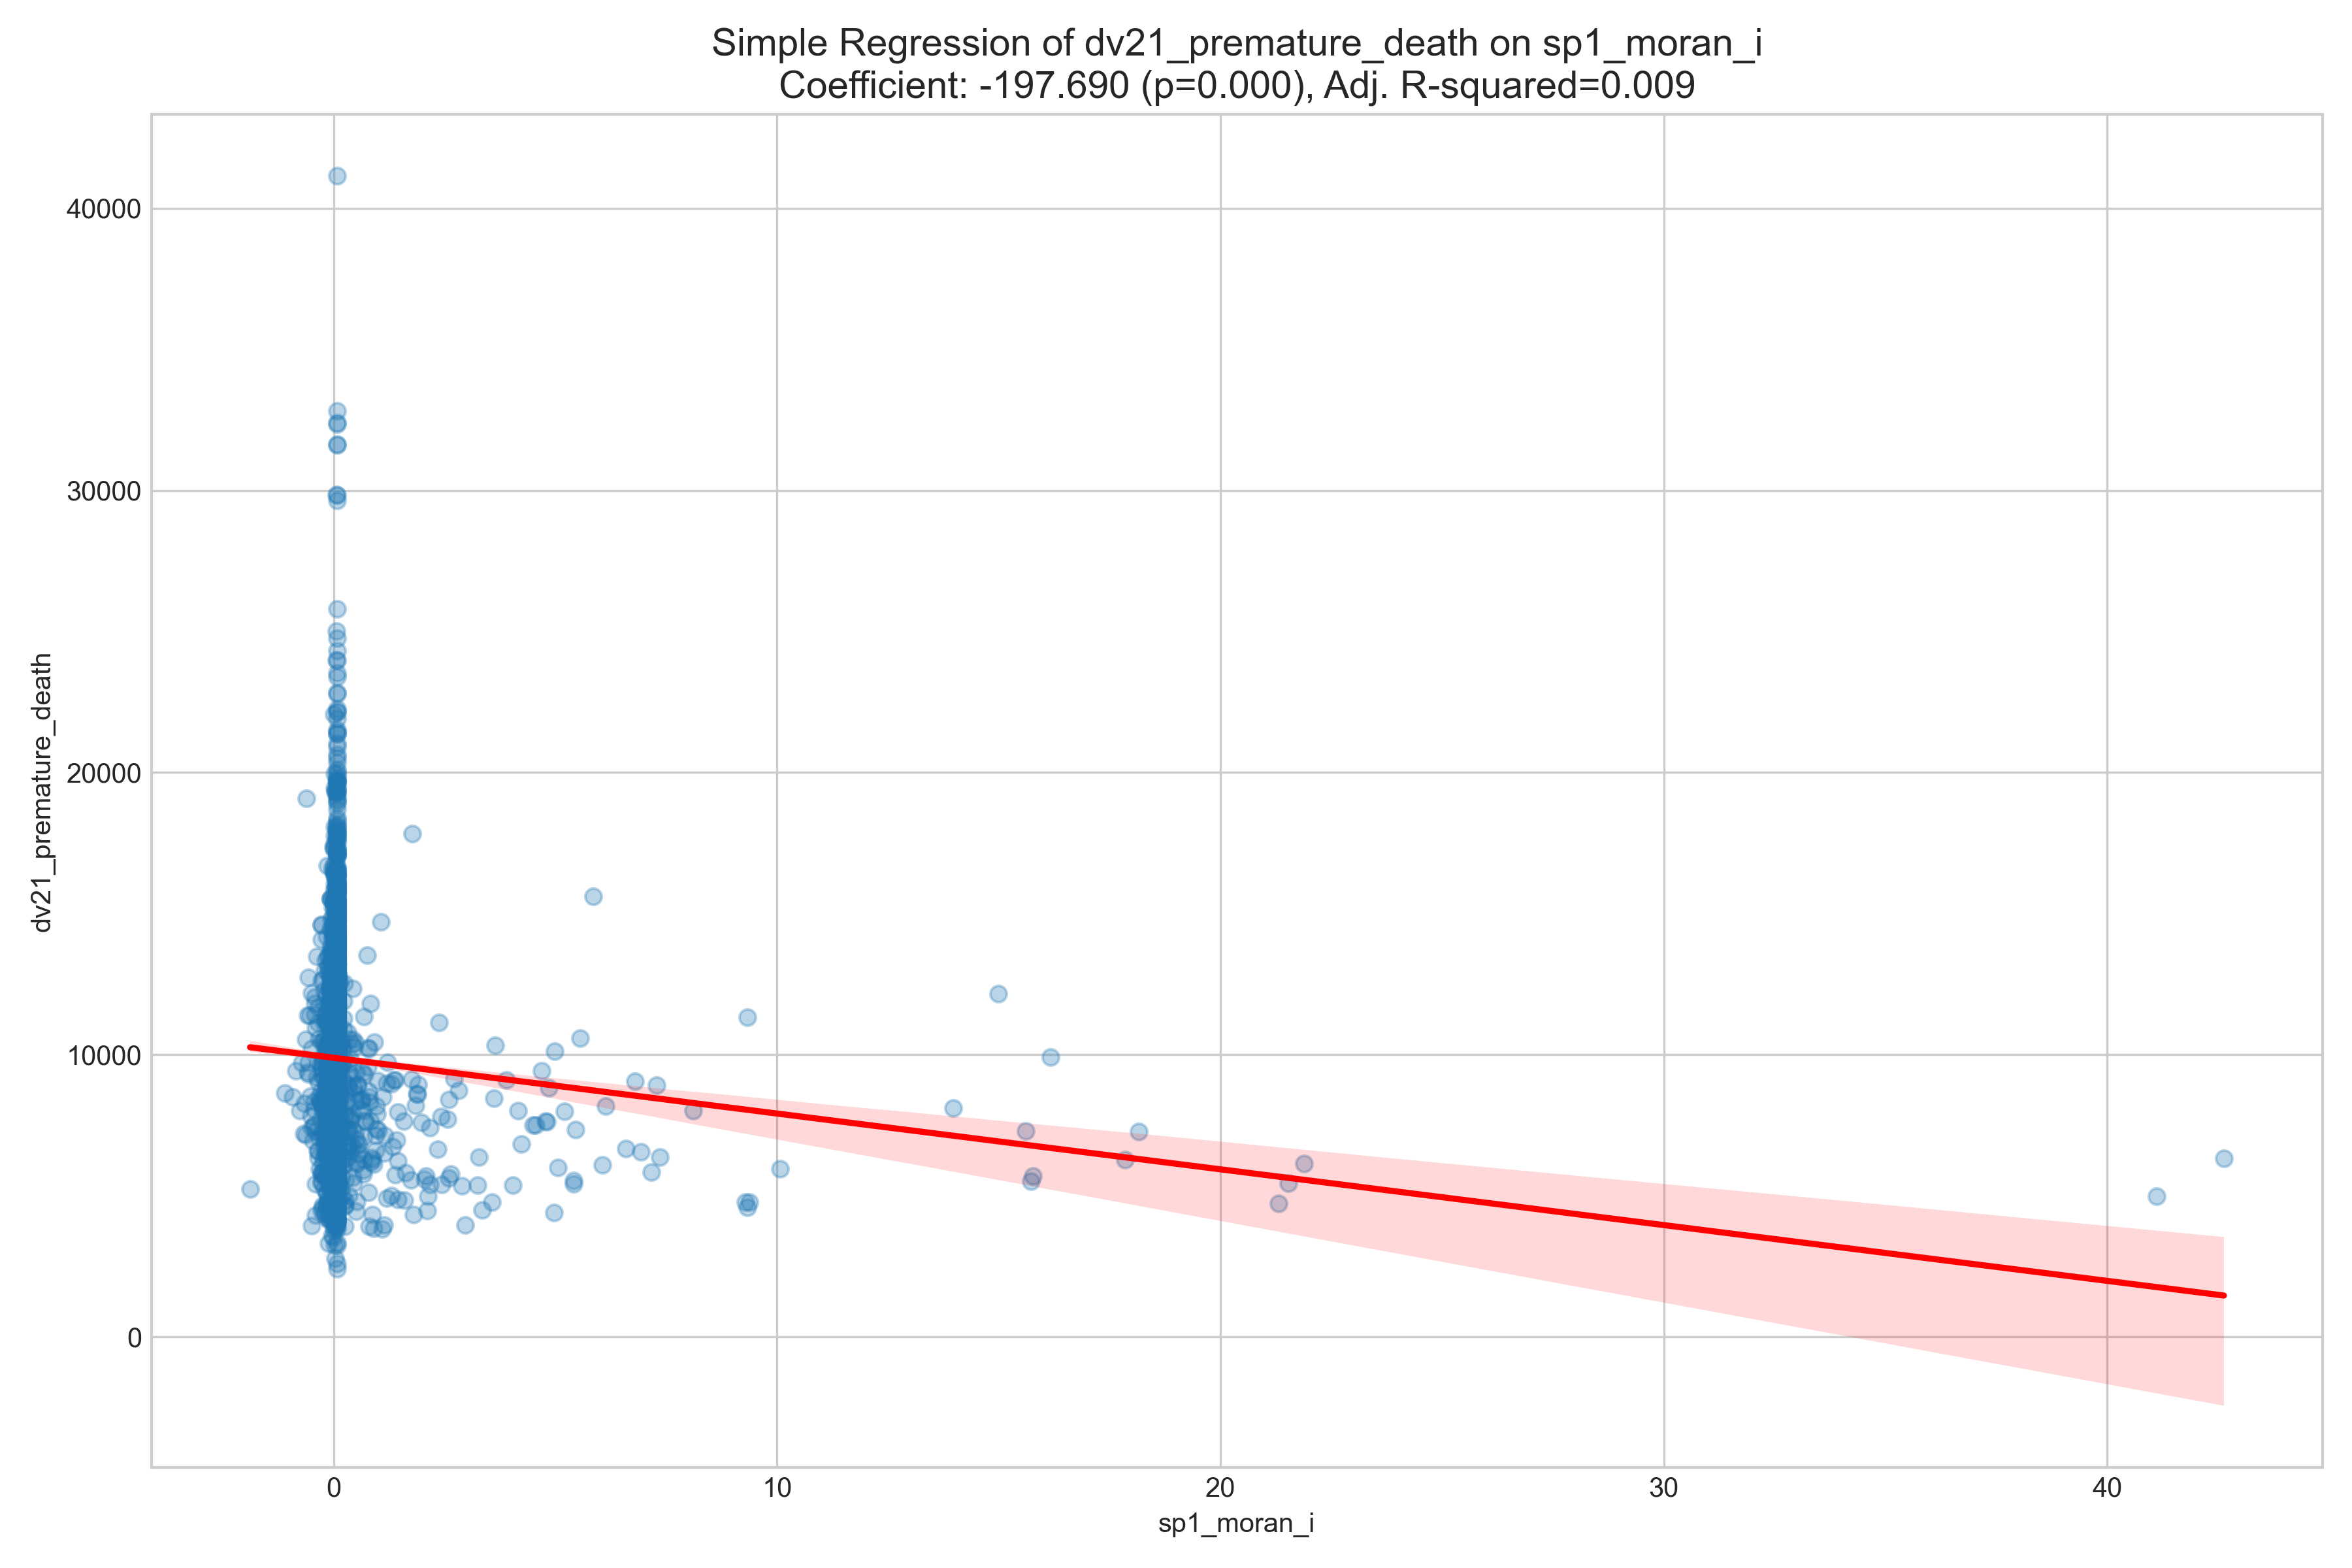 Simple Regression of dv21_premature_death on sp1_moran_i
Coefficient: -197.690 (p=0.000), Adj. R-squared=0.009
40000
30000
20000
10000
0
dv21_premature_death
0
10
20
30
40
sp1_moran_i